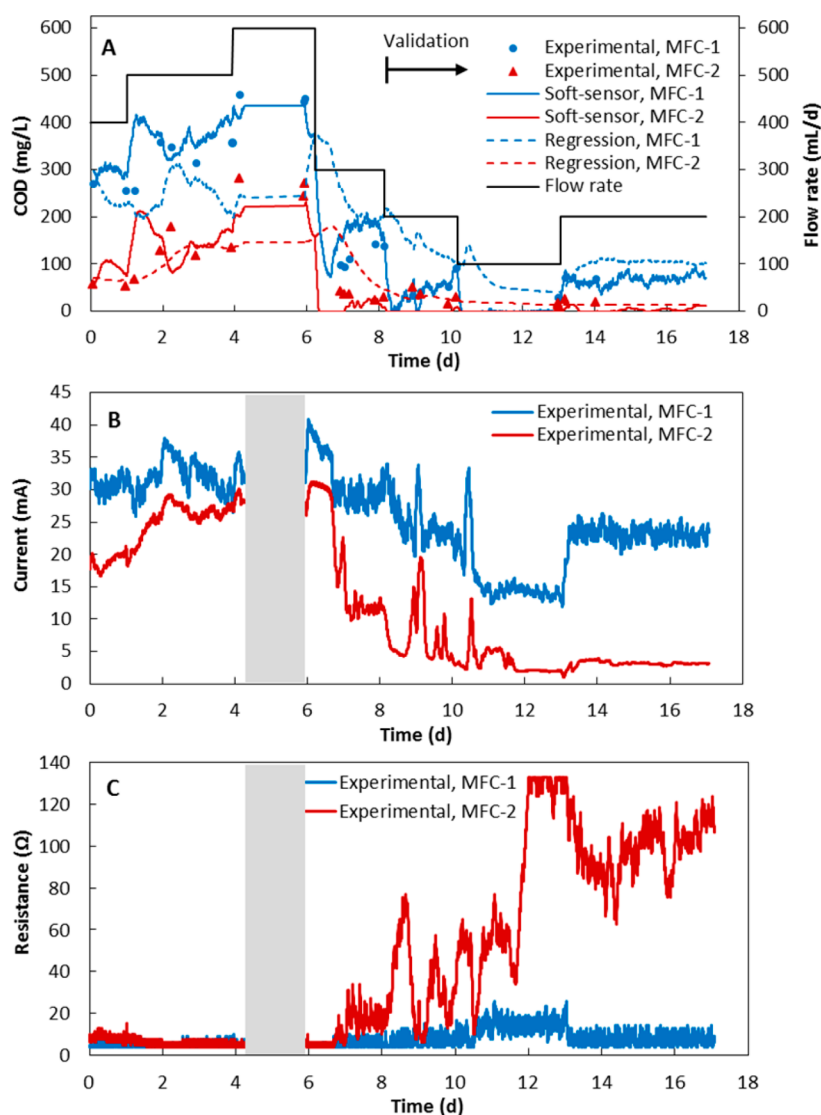 A
Validation
Experimental, MFC-1
Experimental, MFC-2
Soft-sensor, MFC-1
Soft-sensor, MFC-2
Regression, MFC-1
Regression, MFC-2
Flow rate
COD (mg/L)
600
500
400
300
200
100
0
Flow rate (mL/d)
600
500
400
300
200
100
0
0 2 4 6 8 10 12 14 16 18
Time (d)
B
Experimental, MFC-1
Experimental, MFC-2
Current (mA)
45
40
35
30
25
20
15
10
5
0
0 2 4 6 8 10 12 14 16 18
Time (d)
C
Experimental, MFC-1
Experimental, MFC-2
Resistance (Ω)
140
120
100
80
60
40
20
0
0 2 4 6 8 10 12 14 16 18
Time (d)